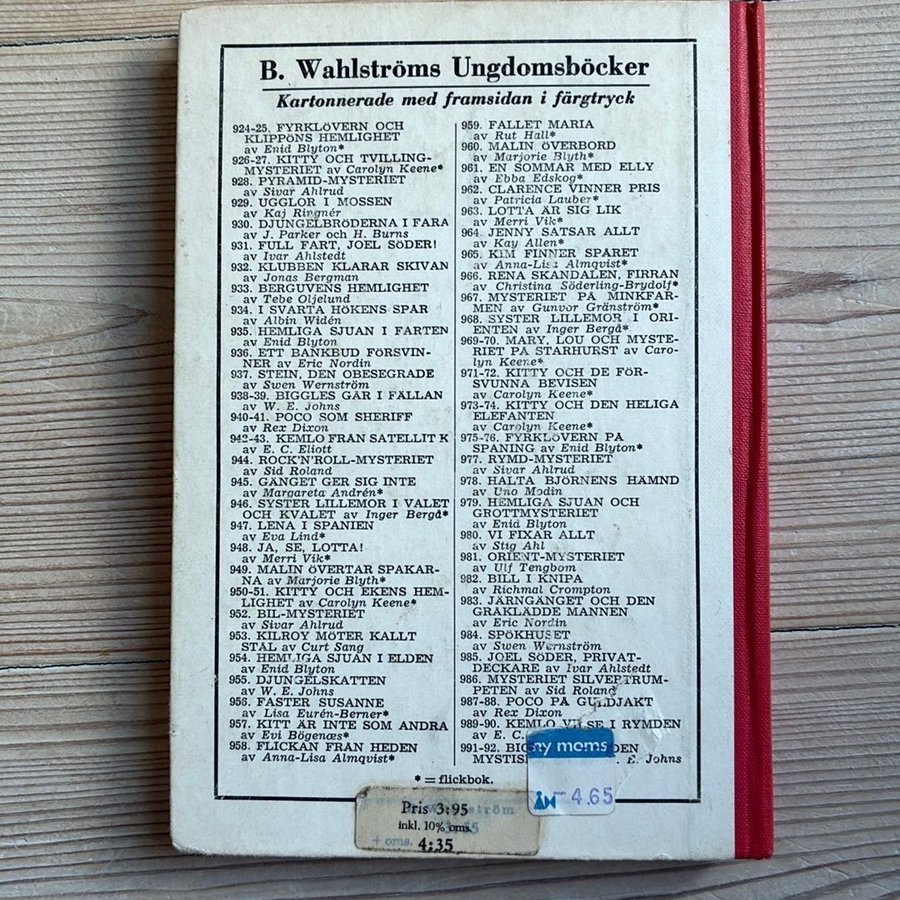 B. Wahlströms Ungdomsböcker
Kartonnerade med framsidan i färgtryck
924-25. FYRKLÖVERN OCH
KLIPPÖNS HEMLIGHET
av Enid Blyton*
926-27. KITTY OCH TVILLING-
MYSTERIET av Carolyn Keene*
928. PYRAMID-MYSTERIET
av Sivar Ahlrud
929. UGGLOR I MOSSEN
av Kaj Ringnér
930. DJUNGELBRÖDERNA I FARA
av J. Parker och H. Burns
931. FULL FART, JOEL SÖDER!
av Ivar Ahlstedt
932. KLUBBEN KLARAR SKIVAN
av Jonas Bergman
933. BERGUVENS HEMLIGHET
av Tebe Oljelund
934. I SVARTA HÖKENS SPÅR
av Albin Widén
935. HEMLIGA SJUAN I FARTEN
av Enid Blyton
936. ETT BANKBUD FÖRSVIN-
NER av Eric Nordin
937. STEIN, DEN OBESEGRADE
av Swen Wernström
938-39. BIGGLES GÅR I FÄLLAN
av W. E. Johns
940-41. POCO SOM SHERIFF
av Rex Dixon
942-43. KEMLO FRÅN SATELLIT K
av E. C. Eliott
944. ROCK'N'ROLL-MYSTERIET
av Sid Roland
945. GÄNGET GER SIG INTE
av Margareta Andrén*
946. SYSTER LILLEMOR I VALET
OCH KVALET av Inger Bergå*
947. LENA I SPANIEN
av Eva Lind*
948. JA, SE, LOTTA!
av Merri Vik*
949. MALIN ÖVERTAR SPAKAR-
NA av Marjorie Blyth*
950-51. KITTY OCH EKENS HEM-
LIGHET av Carolyn Keene*
952. BIL-MYSTERIET
av Sivar Ahlrud
953. KILROY MÖTER KALLT
STÅL av Curt Sang
954. HEMLIGA SJUAN I ELDEN
av Enid Blyton
955. DJUNGELSKATTEN
av W. E. Johns
956. FASTER SUSANNE
av Lisa Eurén-Berner*
957. KITT ÄR INTE SOM ANDRA
av Evi Bögenæs*
958. FLICKAN FRÅN HEDEN
av Anna-Lisa Almqvist*
959. FALLET MARIA
av Rut Hall*
960. MALIN ÖVERBORD
av Marjorie Blyth*
961. EN SOMMAR MED ELLY
av Ebba Edskog*
962. CLARENCE VINNER PRIS
av Patricia Lauber*
963. LOTTA ÄR SIG LIK
av Merri Vik*
964. JENNY SATSAR ALLT
av Kay Allen*
965. KIM FINNER SPÅRET
av Anna-Lisa Almqvist*
966. RENA SKANDALEN, FIRRAN
av Christina Söderling-Brydolf*
967. MYSTERIET PÅ MINKFAR-
MEN av Gunvor Gränström*
968. SYSTER LILLEMOR I ORI-
ENTEN av Inger Bergå*
969-70. MARY, LOU OCH MYSTE-
RIET PÅ STARHURST av Caro-
lyn Keene*
971-72. KITTY OCH DE FÖR-
SVUNNA BEVISEN
av Carolyn Keene*
973-74. KITTY OCH DEN HELIGA
ELEFANTEN
av Carolyn Keene*
975-76. FYRKLÖVERN PÅ
SPANING av Enid Blyton*
977. RYMD-MYSTERIET
av Sivar Ahlrud
978. HALTA BJÖRNENS HÄMND
av Uno Modin
979. HEMLIGA SJUAN OCH
GROTTMYSTERIET
av Enid Blyton
980. VI FIXAR ALLT
av Stig Ahl
981. ORIENT-MYSTERIET
av Ulf Tengbom
982. BILL I KNIPA
av Richmal Crompton
983. JÄRNGÄNGET OCH DEN
GRÅKLÄDDE MANNEN
av Eric Nordin
984. SPÖKHUSET
av Swen Wernström
985. JOEL SÖDER, PRIVAT-
DECKARE av Ivar Ahlstedt
986. MYSTERIET SILVERTRUM-
PETEN av Sid Roland
987-88. POCO PÅ GULDJAKT
av Rex Dixon
989-90. KEMLO VILSE I RYMDEN
av E. C.
991-92. DEN
E. Johns
* = flickbok.
ny moms
4.65
Pris 3:95
inkl. 10% oms.
+ oms. 4:35